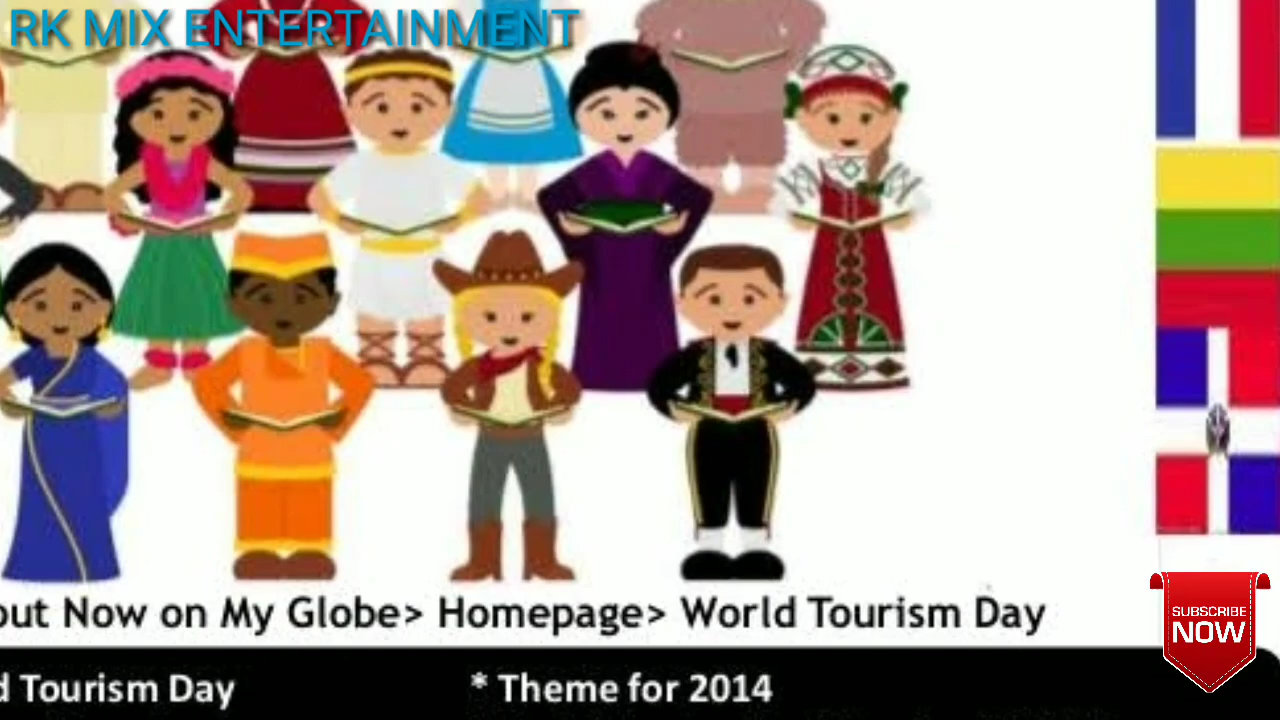 RK MIX ENTERTAINMENT
out Now on My Globe> Homepage> World Tourism Day
SUBSCRIBE
NOW
d Tourism Day
* Theme for 2014